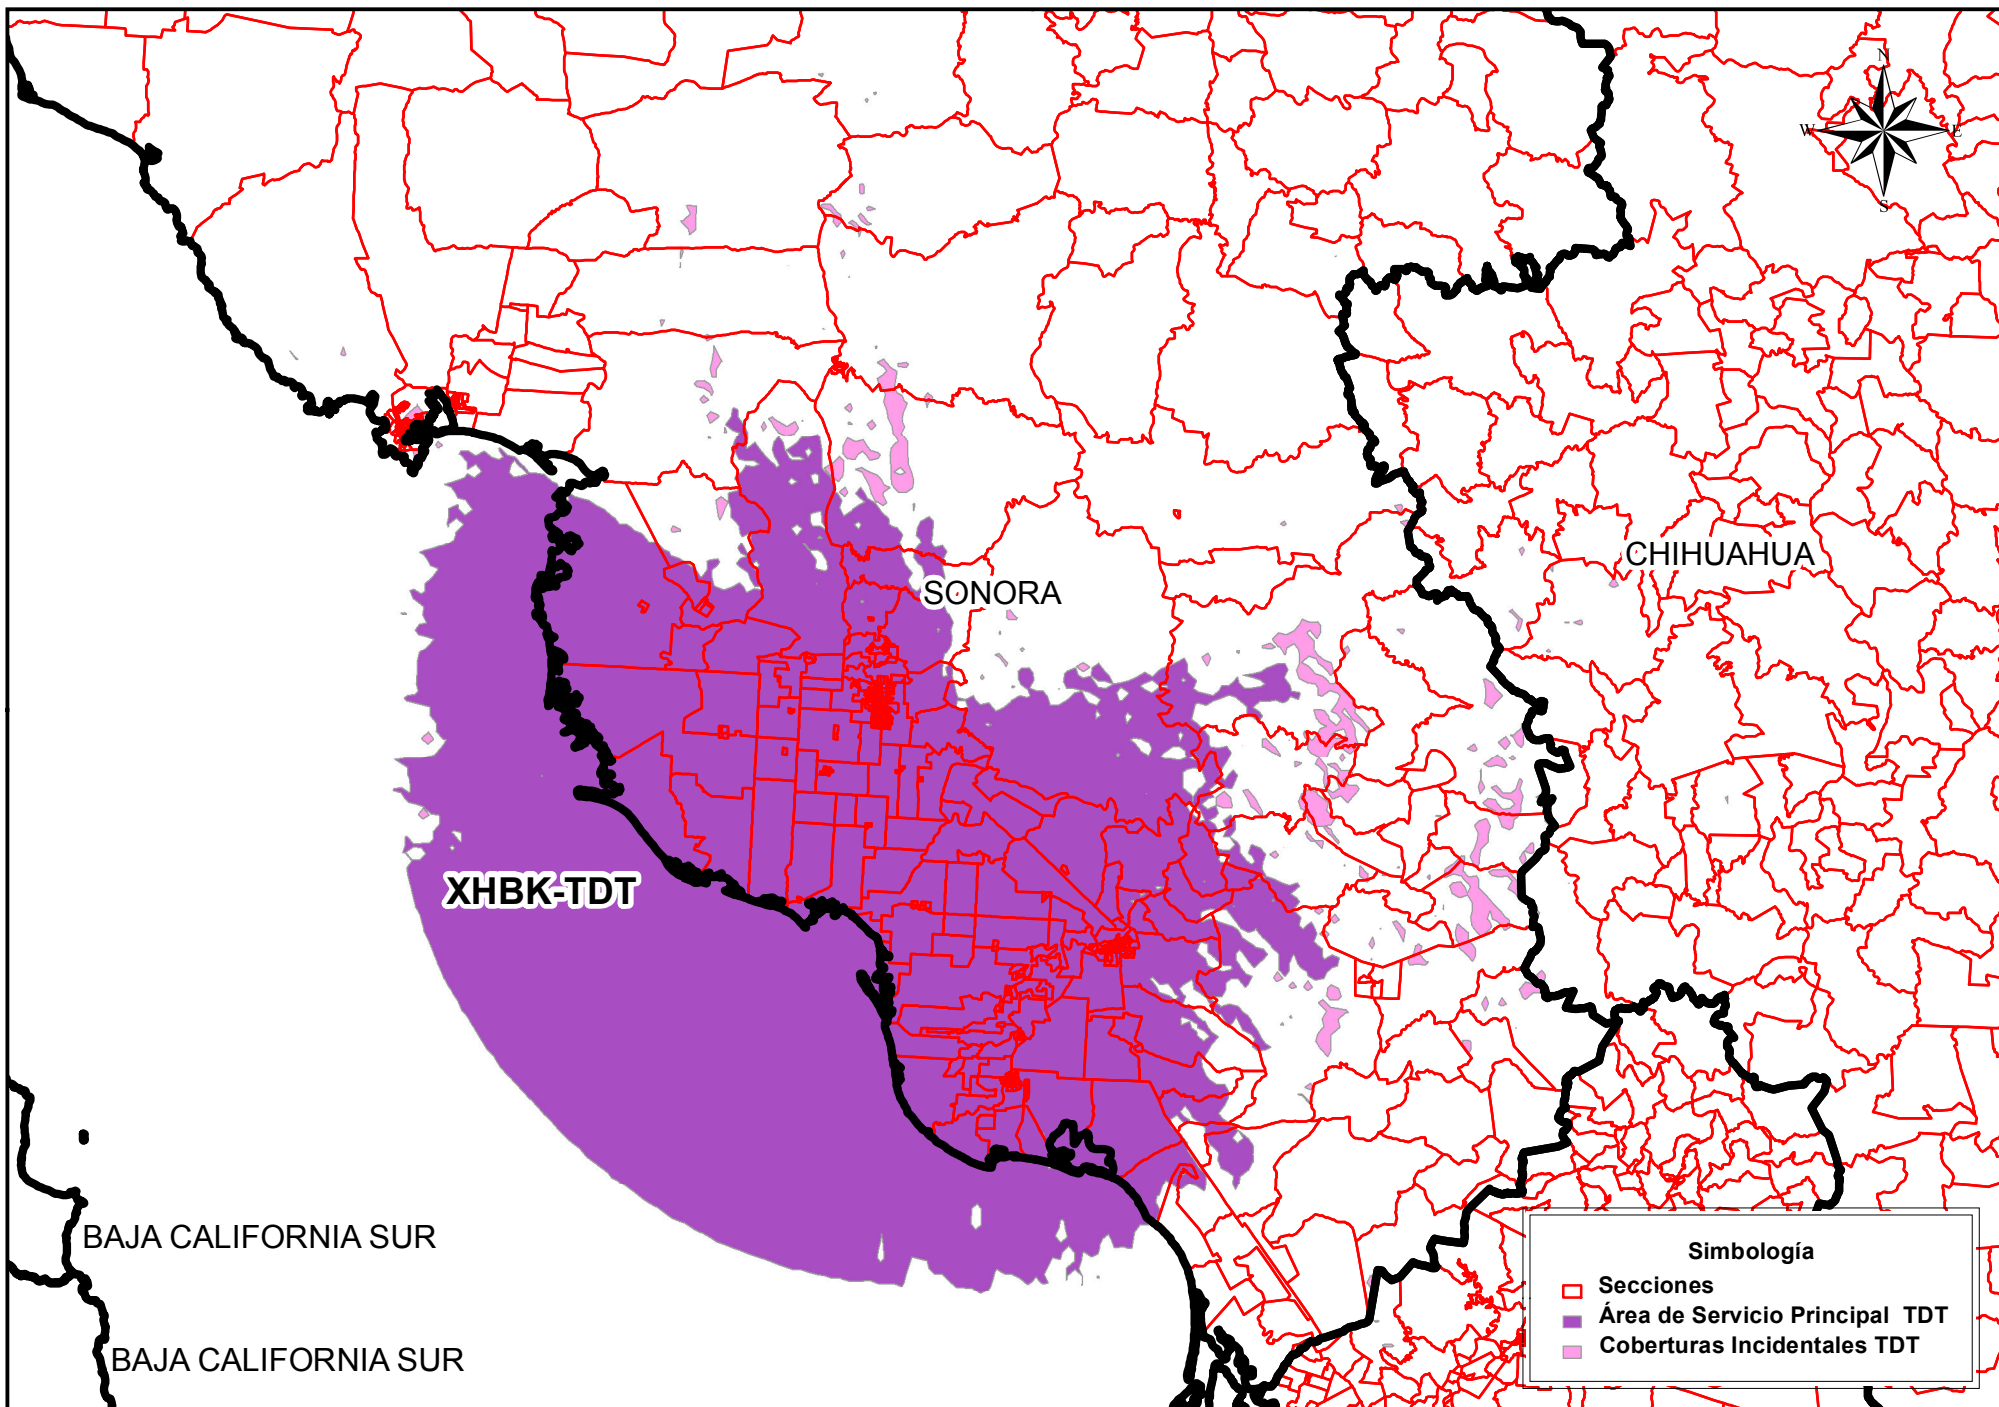 N
W E
S
CHIHUAHUA
SONORA
XHBK-TDT
BAJA CALIFORNIA SUR
BAJA CALIFORNIA SUR
Simbología
Secciones
Área de Servicio Principal TDT
Coberturas Incidentales TDT